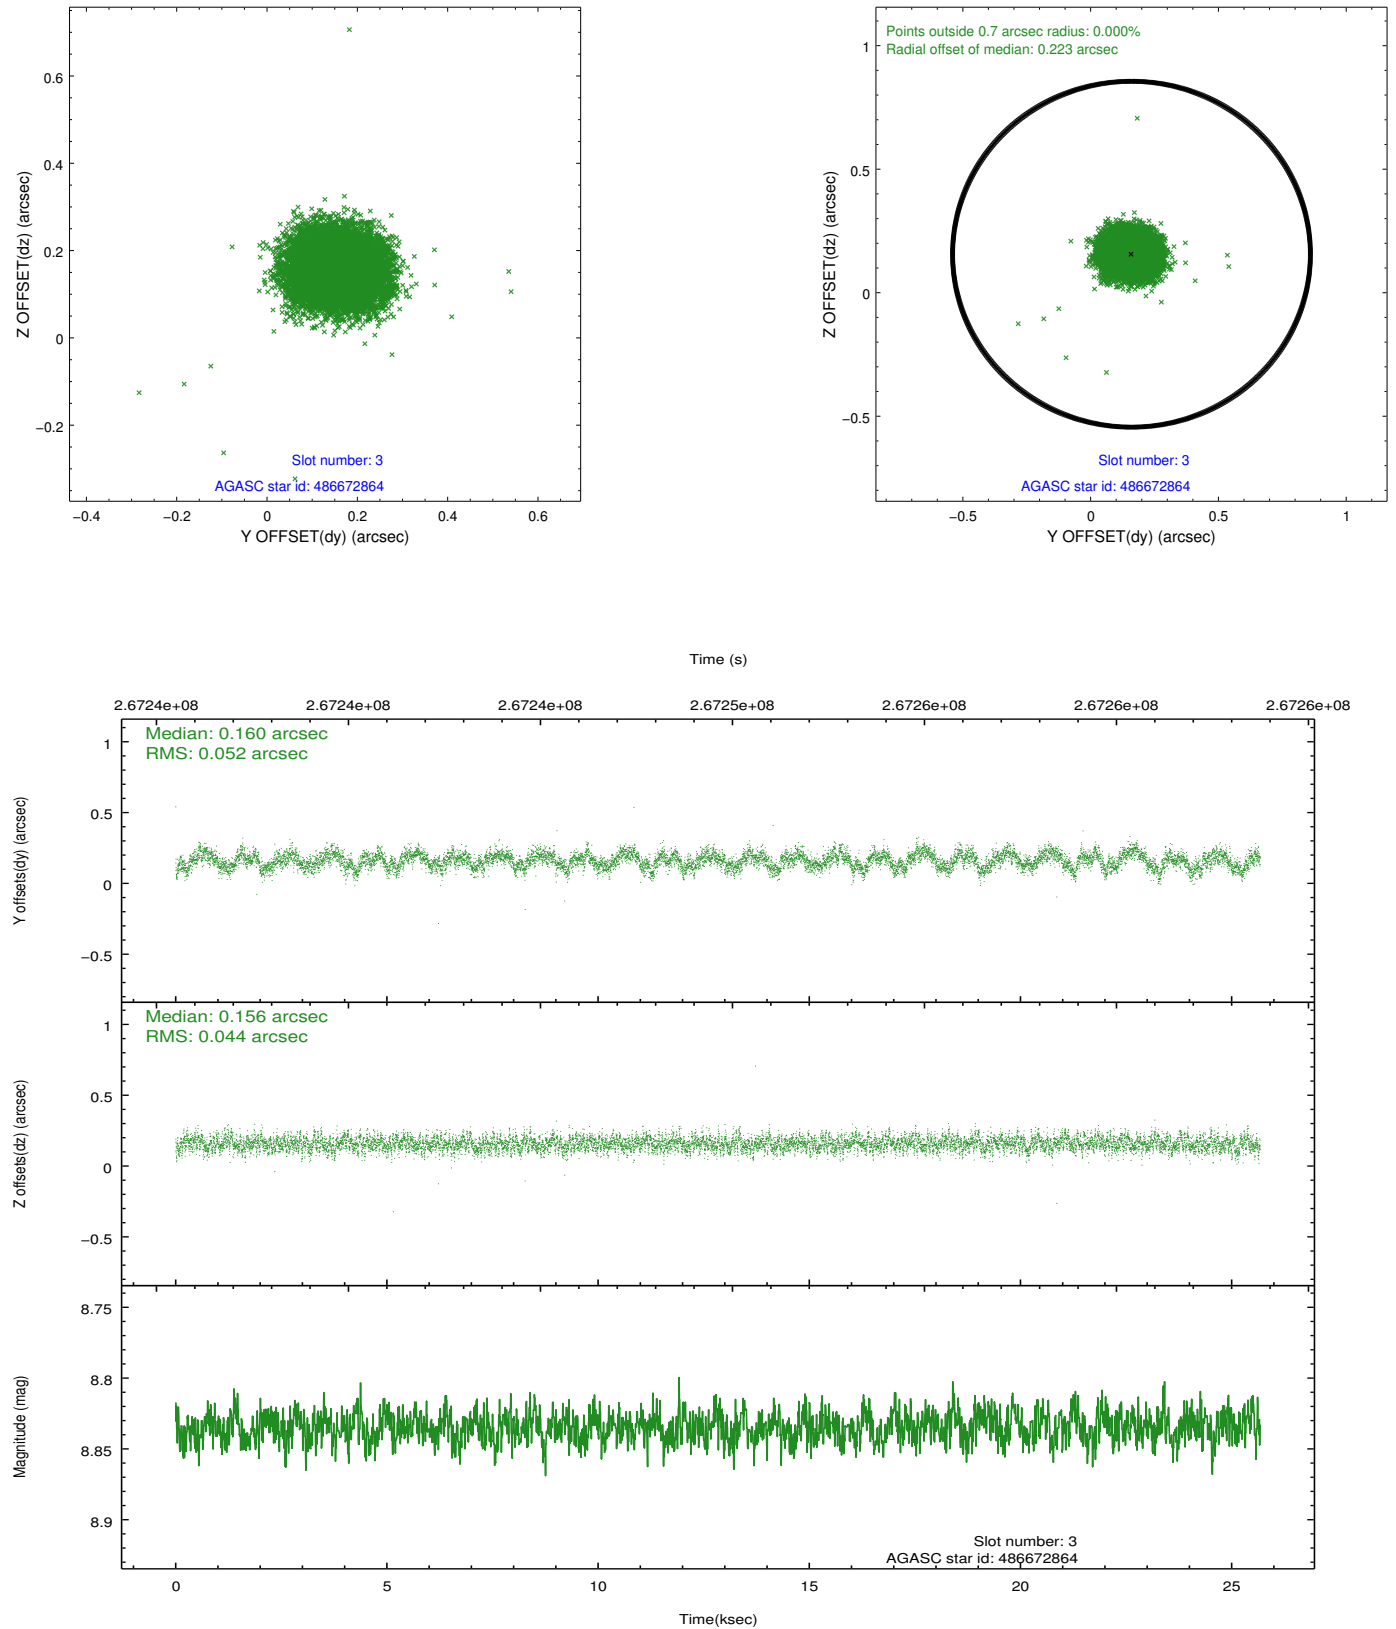 0.6
0.4
0.2
0
−0.2
Z OFFSET(dz) (arcsec)
Slot number: 3
AGASC star id: 486672864
−0.4 −0.2 0 0.2 0.4 0.6
Y OFFSET(dy) (arcsec)
Points outside 0.7 arcsec radius: 0.000%
Radial offset of median: 0.223 arcsec
1
0.5
0
−0.5
Z OFFSET(dz) (arcsec)
Slot number: 3
AGASC star id: 486672864
−0.5 0 0.5 1
Y OFFSET(dy) (arcsec)
Time (s)
2.6724e+08 2.6724e+08 2.6724e+08 2.6725e+08 2.6726e+08 2.6726e+08 2.6726e+08
Median: 0.160 arcsec
RMS: 0.052 arcsec
1
0.5
0
−0.5
Y offsets(dy) (arcsec)
Median: 0.156 arcsec
RMS: 0.044 arcsec
1
0.5
0
−0.5
Z offsets(dz) (arcsec)
8.75
8.8
8.85
8.9
Magnitude (mag)
Slot number: 3
AGASC star id: 486672864
0 5 10 15 20 25
Time(ksec)